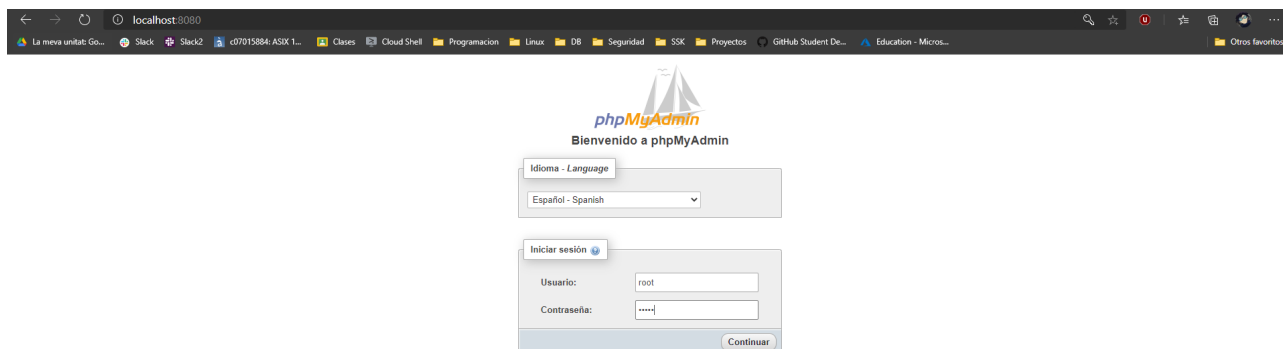 localhost:8080
La meva unitat: Go... Slack Slack2 c07015884: ASIX 1... Clases Cloud Shell Programacion Linux DB Seguridad SSK Proyectos GitHub Student De... Education - Micros... Otros favoritos
phpMyAdmin
Bienvenido a phpMyAdmin
Idioma - Language
Español - Spanish
Iniciar sesión
Usuario: root
Contraseña: •••••
Continuar